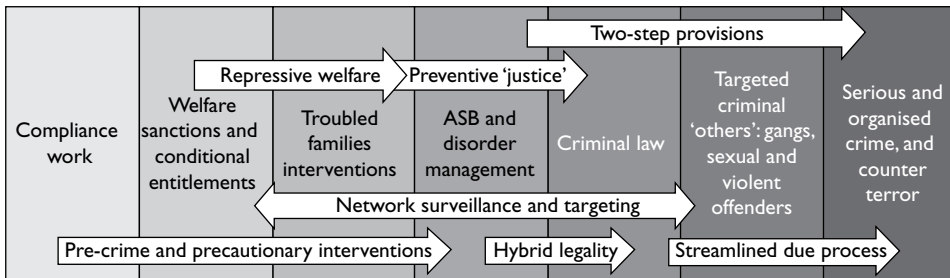 Two-step provisions
Repressive welfare
Preventive ‘justice’
Compliance
work
Welfare
sanctions and
conditional
entitlements
Troubled
families
interventions
ASB and
disorder
management
Criminal law
Targeted
criminal
‘others’: gangs,
sexual and
violent
offenders
Serious and
organised
crime, and
counter
terror
Network surveillance and targeting
Pre-crime and precautionary interventions
Hybrid legality
Streamlined due process